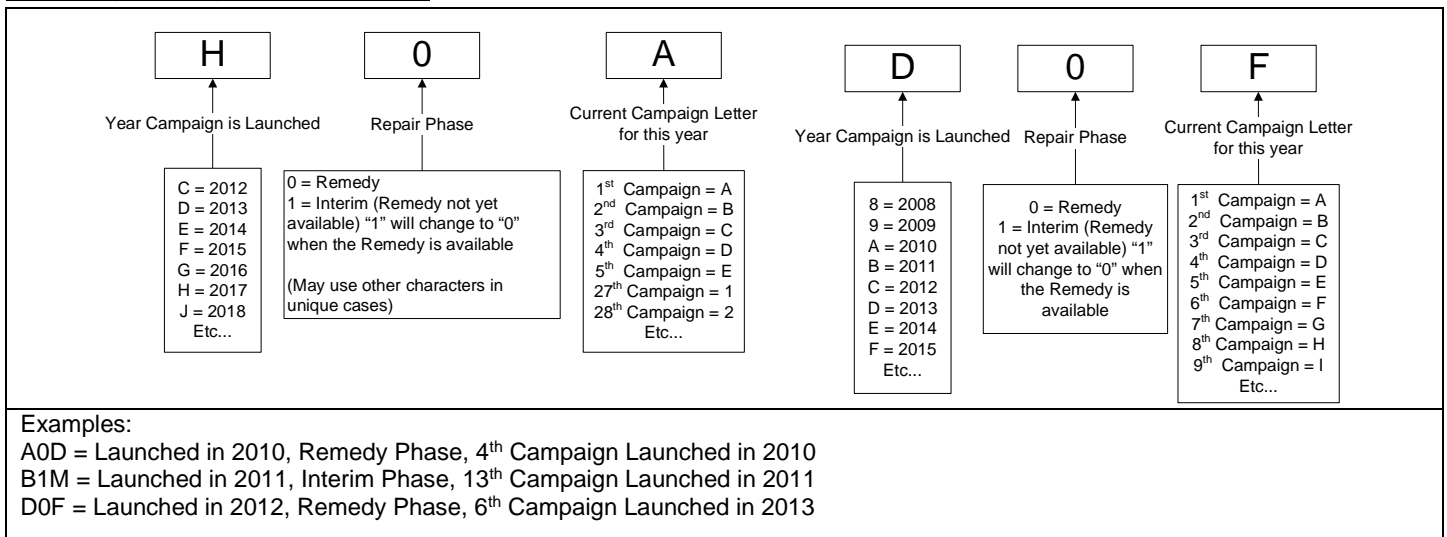 H
0
A
Year Campaign is Launched
Repair Phase
Current Campaign Letter
for this year
C = 2012
D = 2013
E = 2014
F = 2015
G = 2016
H = 2017
J = 2018
Etc...
0 = Remedy
1 = Interim (Remedy not yet
available) “1” will change to “0”
when the Remedy is available
(May use other characters in
unique cases)
1st Campaign = A
2nd Campaign = B
3rd Campaign = C
4th Campaign = D
5th Campaign = E
27th Campaign = 1
28th Campaign = 2
Etc...
D
0
F
Year Campaign is Launched
Repair Phase
Current Campaign Letter
for this year
8 = 2008
9 = 2009
A = 2010
B = 2011
C = 2012
D = 2013
E = 2014
F = 2015
Etc...
0 = Remedy
1 = Interim (Remedy
not yet available) “1”
will change to “0” when
the Remedy is
available
1st Campaign = A
2nd Campaign = B
3rd Campaign = C
4th Campaign = D
5th Campaign = E
6th Campaign = F
7th Campaign = G
8th Campaign = H
9th Campaign = I
Etc...
Examples:
A0D = Launched in 2010, Remedy Phase, 4th Campaign Launched in 2010
B1M = Launched in 2011, Interim Phase, 13th Campaign Launched in 2011
D0F = Launched in 2012, Remedy Phase, 6th Campaign Launched in 2013